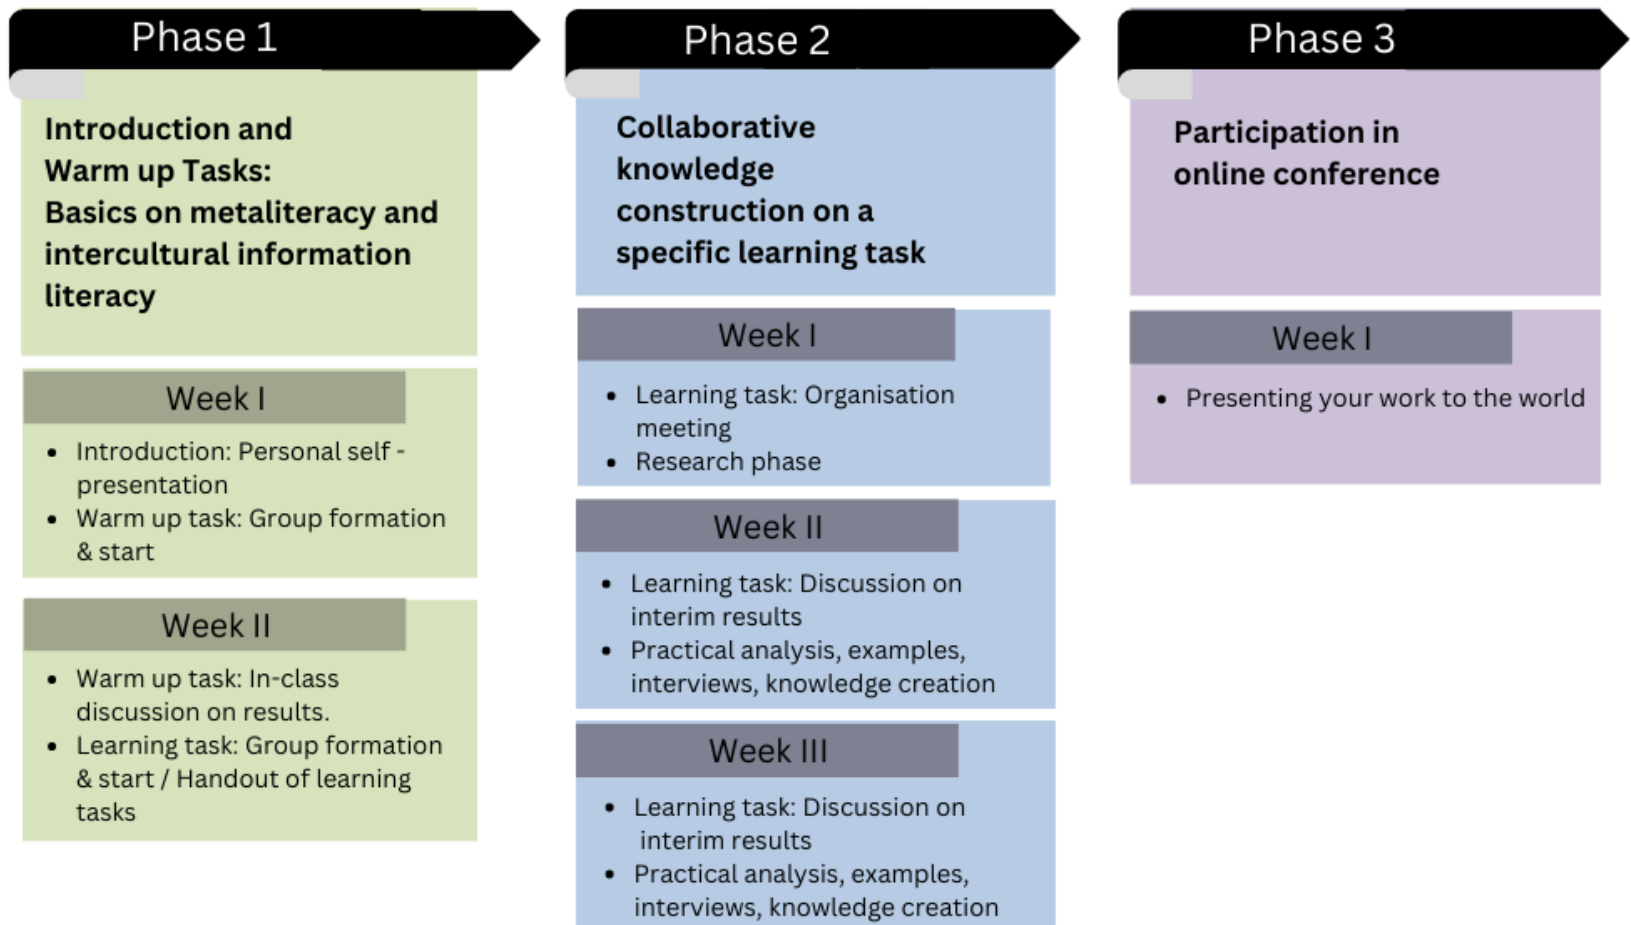 Phase 1
Introduction and
Warm up Tasks:
Basics on metaliteracy and
intercultural information
literacy
Week I
• Introduction: Personal self -
presentation
• Warm up task: Group formation
& start
Week II
• Warm up task: In-class
discussion on results.
• Learning task: Group formation
& start / Handout of learning
tasks
Phase 2
Collaborative
knowledge
construction on a
specific learning task
Week I
• Learning task: Organisation
meeting
• Research phase
Week II
• Learning task: Discussion on
interim results
• Practical analysis, examples,
interviews, knowledge creation
Week III
• Learning task: Discussion on
interim results
• Practical analysis, examples,
interviews, knowledge creation
Phase 3
Participation in
online conference
Week I
• Presenting your work to the world